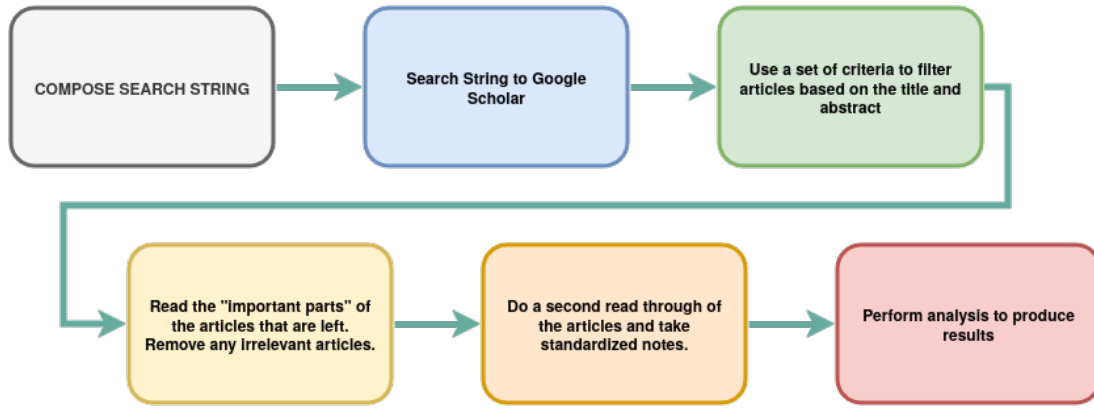 COMPOSE SEARCH STRING
Search String to Google
Scholar
Use a set of criteria to filter
articles based on the title and
abstract
Read the "important parts" of
the articles that are left.
Remove any irrelevant articles.
Do a second read through of
the articles and take
standardized notes.
Perform analysis to produce
results